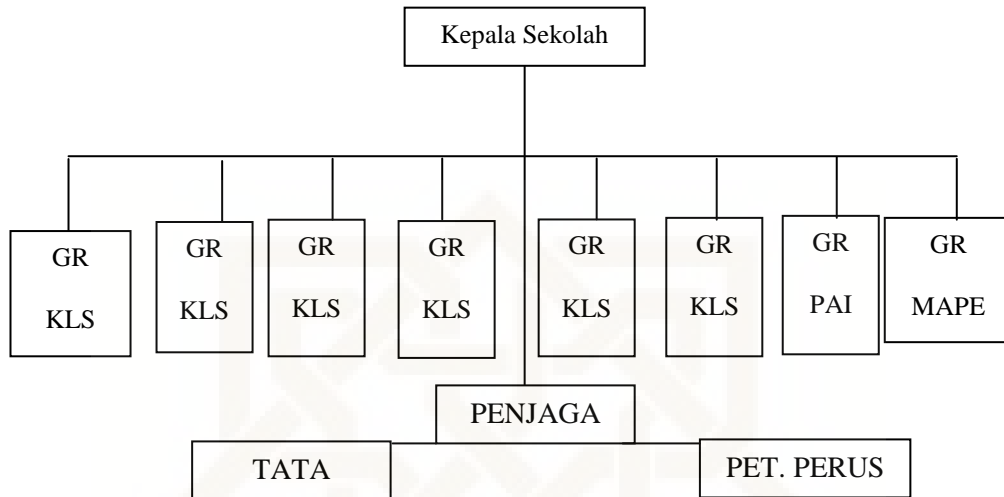 Kepala Sekolah
GR
KLS
GR
KLS
GR
KLS
GR
KLS
GR
KLS
GR
KLS
GR
PAI
GR
MAPE
PENJAGA
TATA
PET. PERUS